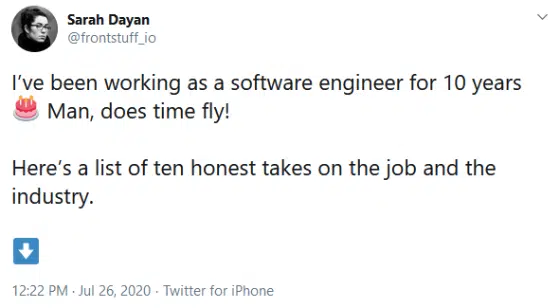 Sarah Dayan
@frontstuff_io
I've been working as a software engineer for 10 years
🎂 Man, does time fly!
Here's a list of ten honest takes on the job and the
industry.
⬇️
12:22 PM · Jul 26, 2020 · Twitter for iPhone